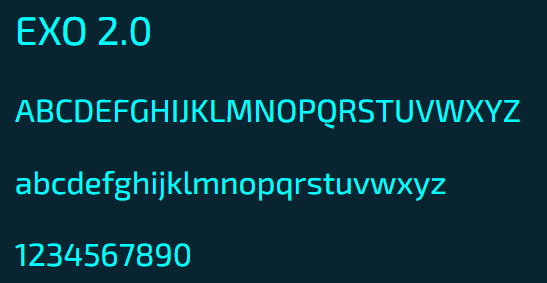 EXO 2.0
ABCDEFGHIJKLMNOPQRSTUVWXYZ
abcdefghijklmnopqrstuvwxyz
1234567890